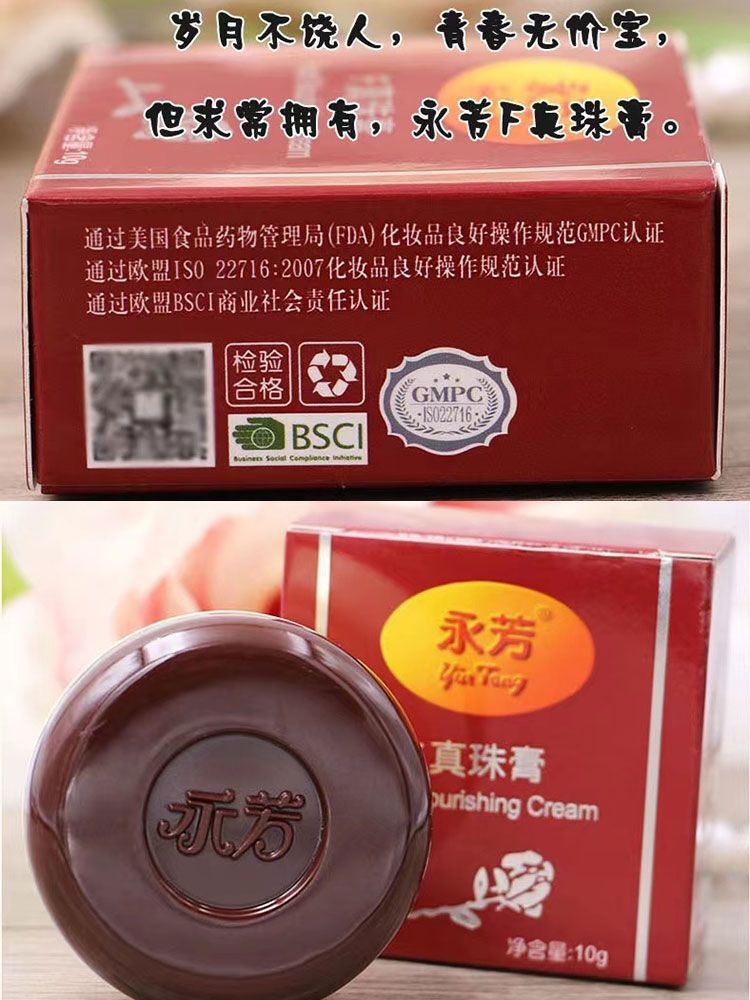 岁月不饶人，青春无价宝，
但求常拥有，永芳F真珠膏。
净含量:10g
通过美国食品药物管理局(FDA)化妆品良好操作规范GMPC认证
通过欧盟ISO 22716:2007化妆品良好操作规范认证
通过欧盟BSCI商业社会责任认证
检验
合格
GMPC
ISO22716
BSCI
Business Social Compliance Initiative
永芳®
Yun Tang
真珠膏
ourishing Cream
净含量:10g
永芳